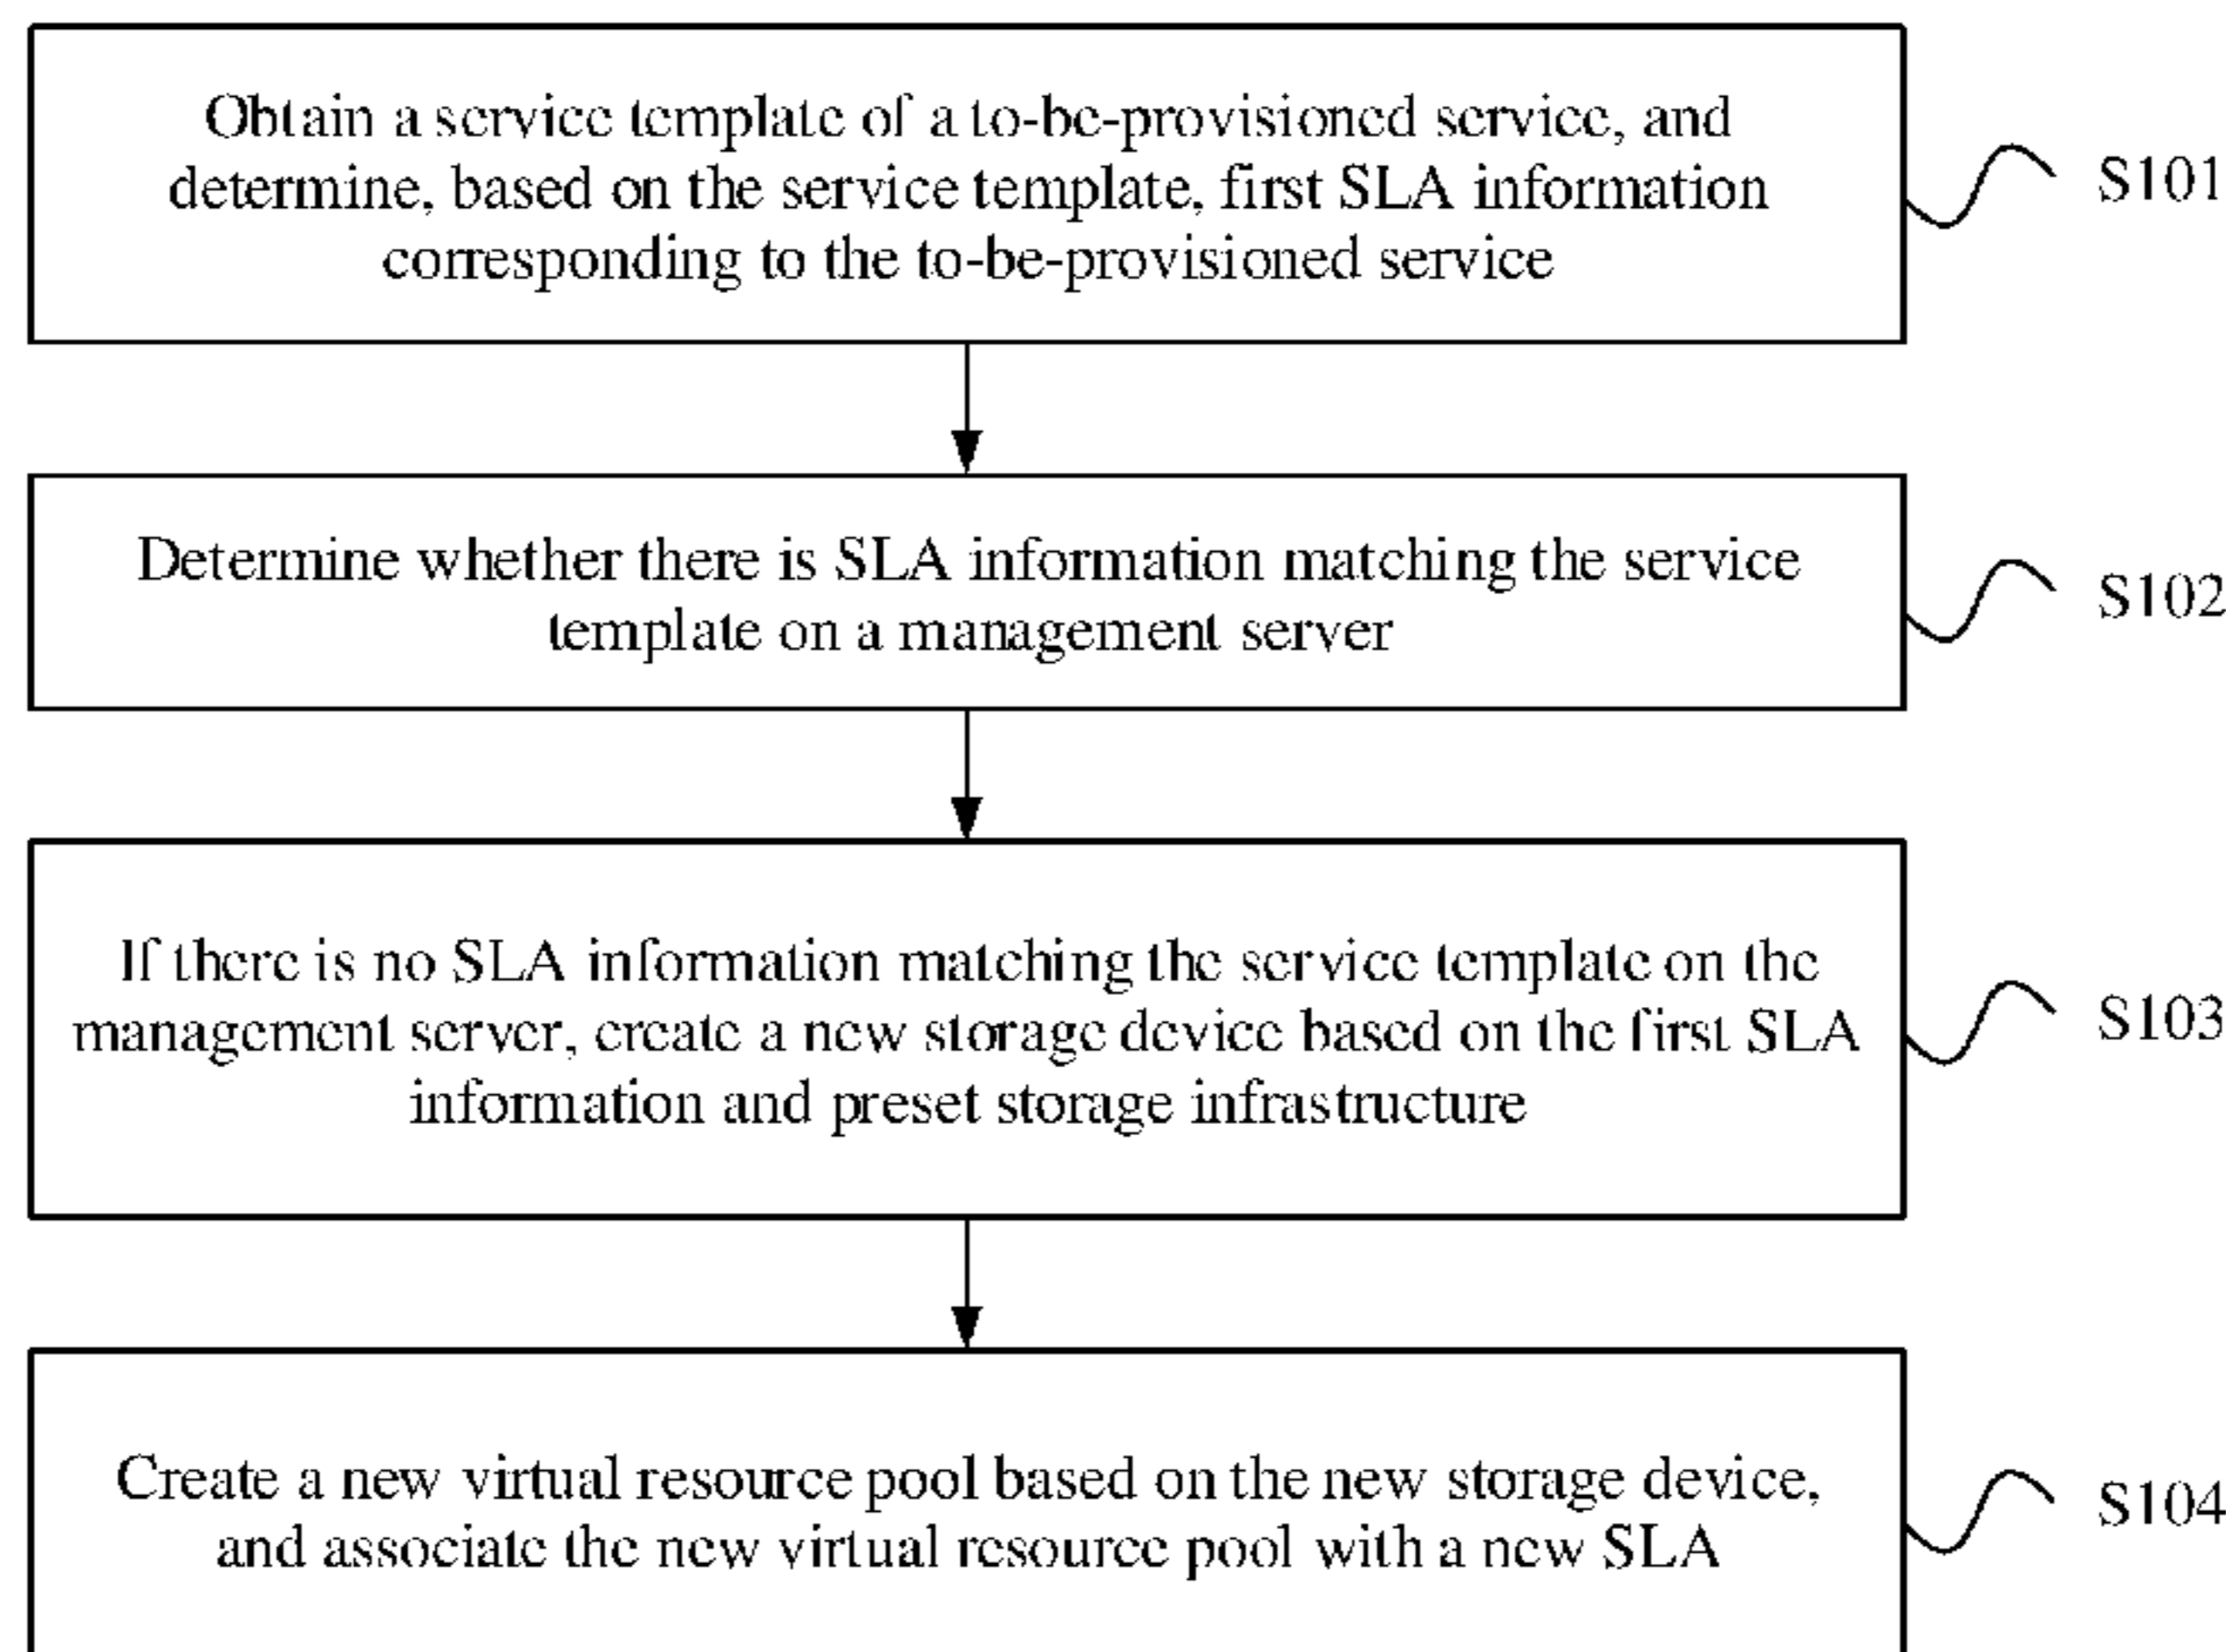 Obtain a service template of a to-be-provisioned service, and
determine, based on the service template, first SLA information
corresponding to the to-be-provisioned service
S101
Determine whether there is SLA information matching the service
template on a management server
S102
If there is no SLA information matching the service template on the
management server, create a new storage device based on the first SLA
information and preset storage infrastructure
S103
Create a new virtual resource pool based on the new storage device,
and associate the new virtual resource pool with a new SLA
S104